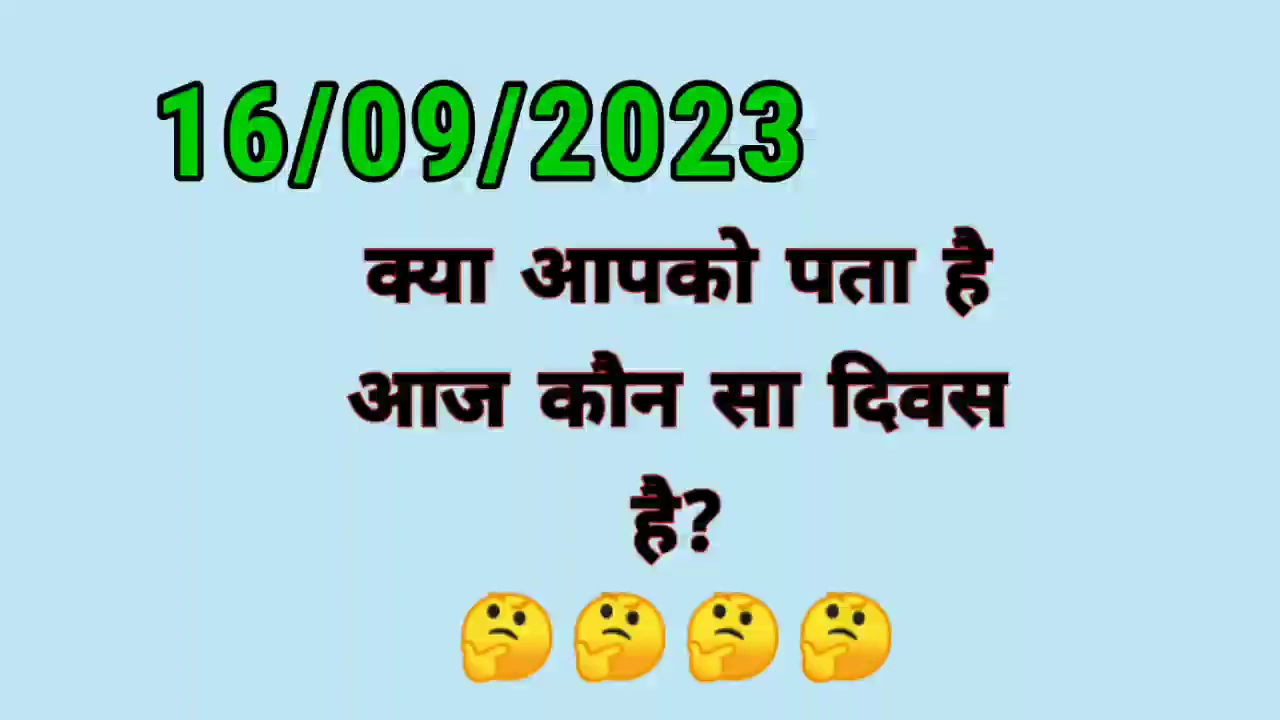 16/09/2023
क्या आपको पता है
आज कौन सा दिवस
है?
🤔🤔🤔🤔